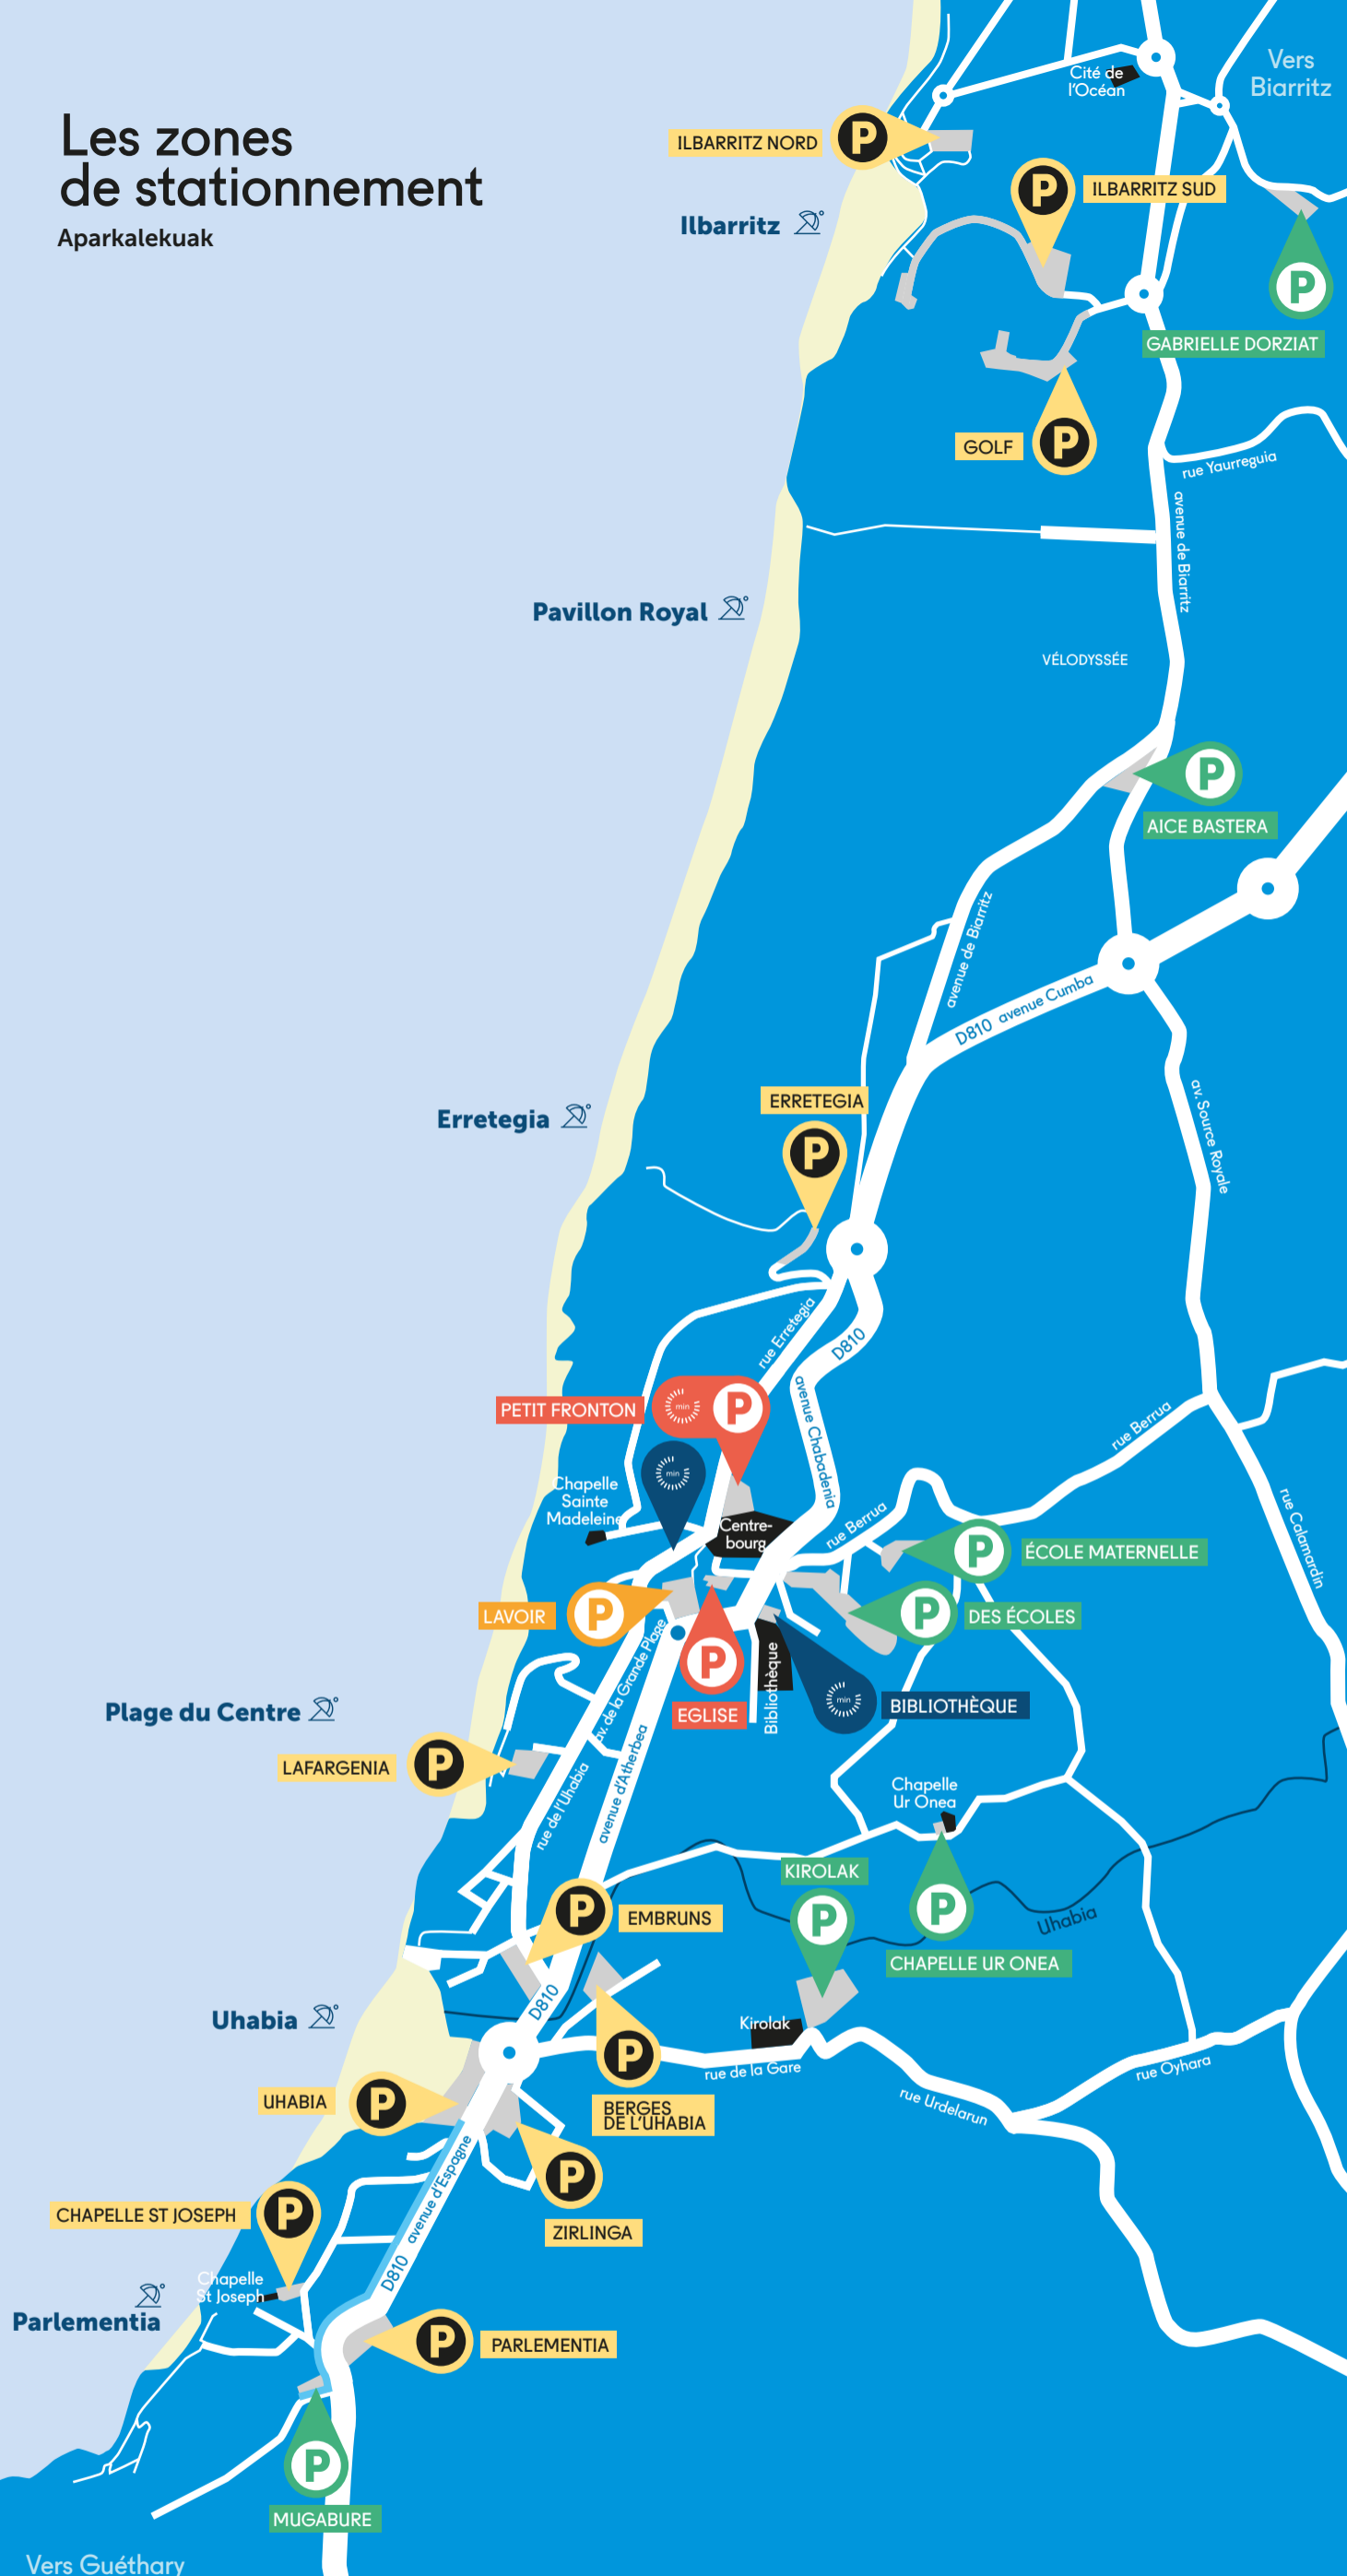 Les zones
de stationnement
Aparkalekuak
Vers
Biarritz
Cité de
l'Océan
P
ILBARRITZ NORD
P
ILBARRITZ SUD
Ilbarritz
P
GABRIELLE DORZIAT
GOLF
P
rue Yaurreguia
avenue de Biarritz
Pavillon Royal
VÉLODYSSÉE
P
AICE BASTERA
avenue de Biarritz
D810 avenue Cumba
av. Source Royale
Erretegia
ERRETEGIA
P
rue Erretegia
D810
avenue Chabadenia
PETIT FRONTON
min
P
rue Berrua
min
Chapelle
Sainte
Madeleine
Centre-
bourg
rue Berrua
rue Calamardin
P
ÉCOLE MATERNELLE
LAVOIR
P
P
DES ÉCOLES
av. de la Grande Plage
P
EGLISE
Bibliothèque
min
BIBLIOTHÈQUE
Plage du Centre
LAFARGENIA
P
rue de l'Uhabia
avenue d'Atherbea
Chapelle
Ur Onea
KIROLAK
P
P
CHAPELLE UR ONEA
Uhabia
P
EMBRUNS
D810
Uhabia
Kirolak
P
BERGES
DE L'UHABIA
rue de la Gare
rue Urdelarun
rue Oyhara
UHABIA
P
P
ZIRLINGA
D810 avenue d'Espagne
CHAPELLE ST JOSEPH
P
Chapelle
St Joseph
Parlementia
P
PARLEMENTIA
P
MUGABURE
Vers Guéthary